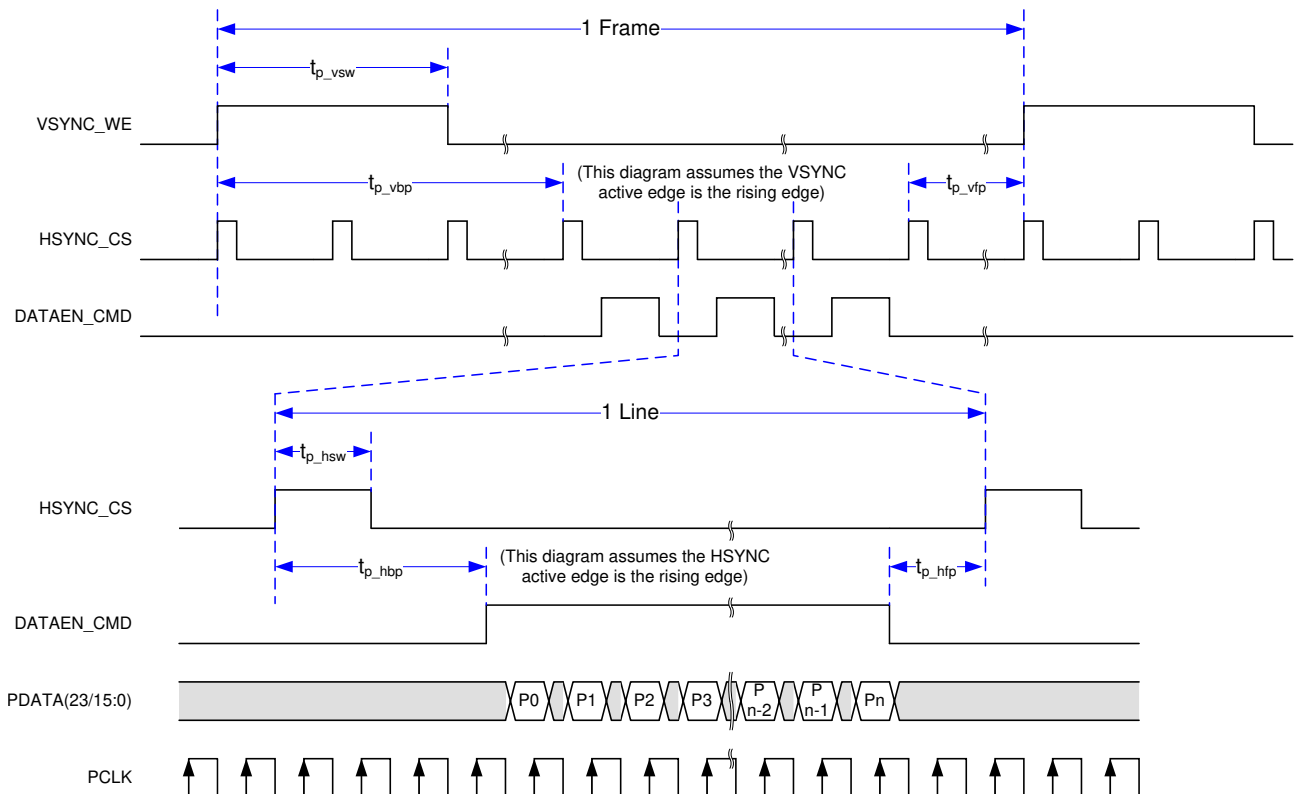 1 Frame
tp_vsw
VSYNC_WE
(This diagram assumes the VSYNC
active edge is the rising edge)
tp_vbp
tp_vfp
HSYNC_CS
DATAEN_CMD
1 Line
tp_hsw
HSYNC_CS
(This diagram assumes the HSYNC
active edge is the rising edge)
tp_hbp
tp_hfp
DATAEN_CMD
PDATA(23/15:0)
P0
P1
P2
P3
P
n-2
P
n-1
Pn
PCLK